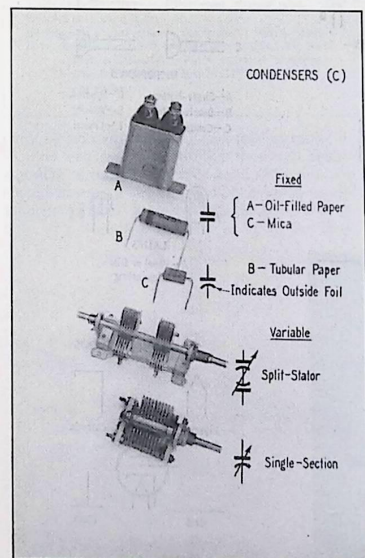 CONDENSERS (C)
A
Fixed
A—Oil-Filled Paper
C—Mica
B
C
B—Tubular Paper
Indicates Outside Foil
Variable
Split-Stator
Single-Section